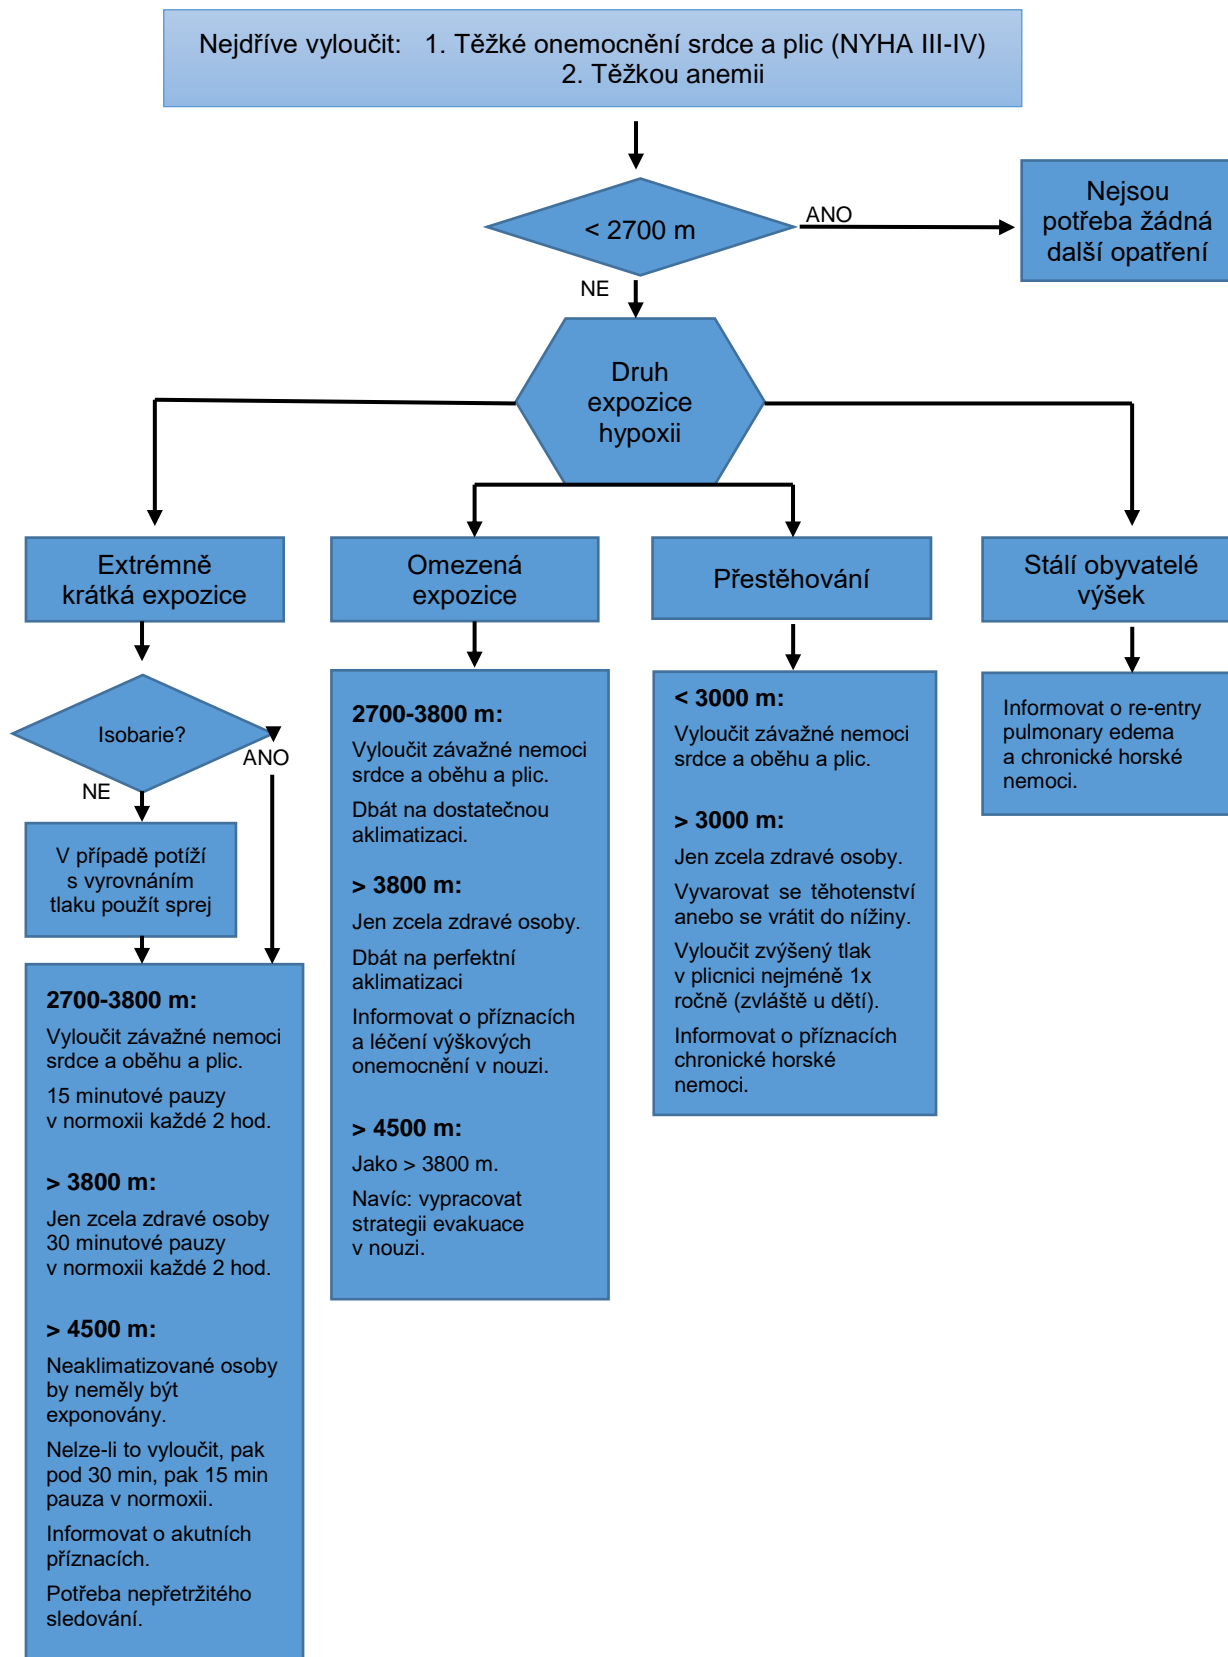 Nejdříve vyloučit: 1. Těžké onemocnění srdce a plic (NYHA III-IV)
2. Těžkou anemii
< 2700 m
ANO
Nejsou
potřeba žádná
další opatření
NE
Druh
expozice
hypoxii
Extrémně
krátká expozice
Omezená
expozice
Přestěhování
Stálí obyvatelé
výšek
Isobarie?
ANO
NE
V případě potíží
s vyrovnáním
tlaku použít sprej
2700-3800 m:
Vyloučit závažné nemoci
srdce a oběhu a plic.
15 minutové pauzy
v normoxii každé 2 hod.
> 3800 m:
Jen zcela zdravé osoby
30 minutové pauzy
v normoxii každé 2 hod.
> 4500 m:
Neaklimatizované osoby
by neměly být
exponovány.
Nelze-li to vyloučit, pak
pod 30 min, pak 15 min
pauza v normoxii.
Informovat o akutních
příznacích.
Potřeba nepřetržitého
sledování.
2700-3800 m:
Vyloučit závažné nemoci
srdce a oběhu a plic.
Dbát na dostatečnou
aklimatizaci.
> 3800 m:
Jen zcela zdravé osoby.
Dbát na perfektní
aklimatizaci
Informovat o příznacích
a léčení výškových
onemocnění v nouzi.
> 4500 m:
Jako > 3800 m.
Navíc: vypracovat
strategii evakuace
v nouzi.
< 3000 m:
Vyloučit závažné nemoci
srdce a oběhu a plic.
> 3000 m:
Jen zcela zdravé osoby.
Vyvarovat se těhotenství
anebo se vrátit do nížiny.
Vyloučit zvýšený tlak
v plicnici nejméně 1x
ročně (zvláště u dětí).
Informovat o příznacích
chronické horské
nemoci.
Informovat o re-entry
pulmonary edema
a chronické horské
nemoci.